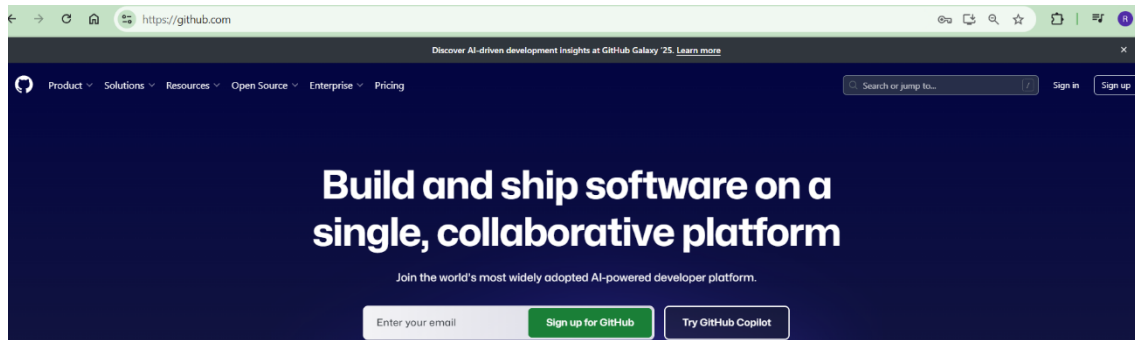 https://github.com
Discover AI-driven development insights at GitHub Galaxy '25. Learn more
Product Solutions Resources Open Source Enterprise Pricing Search or jump to... / Sign in Sign up
Build and ship software on a
single, collaborative platform
Join the world's most widely adopted AI-powered developer platform.
Enter your email Sign up for GitHub Try GitHub Copilot